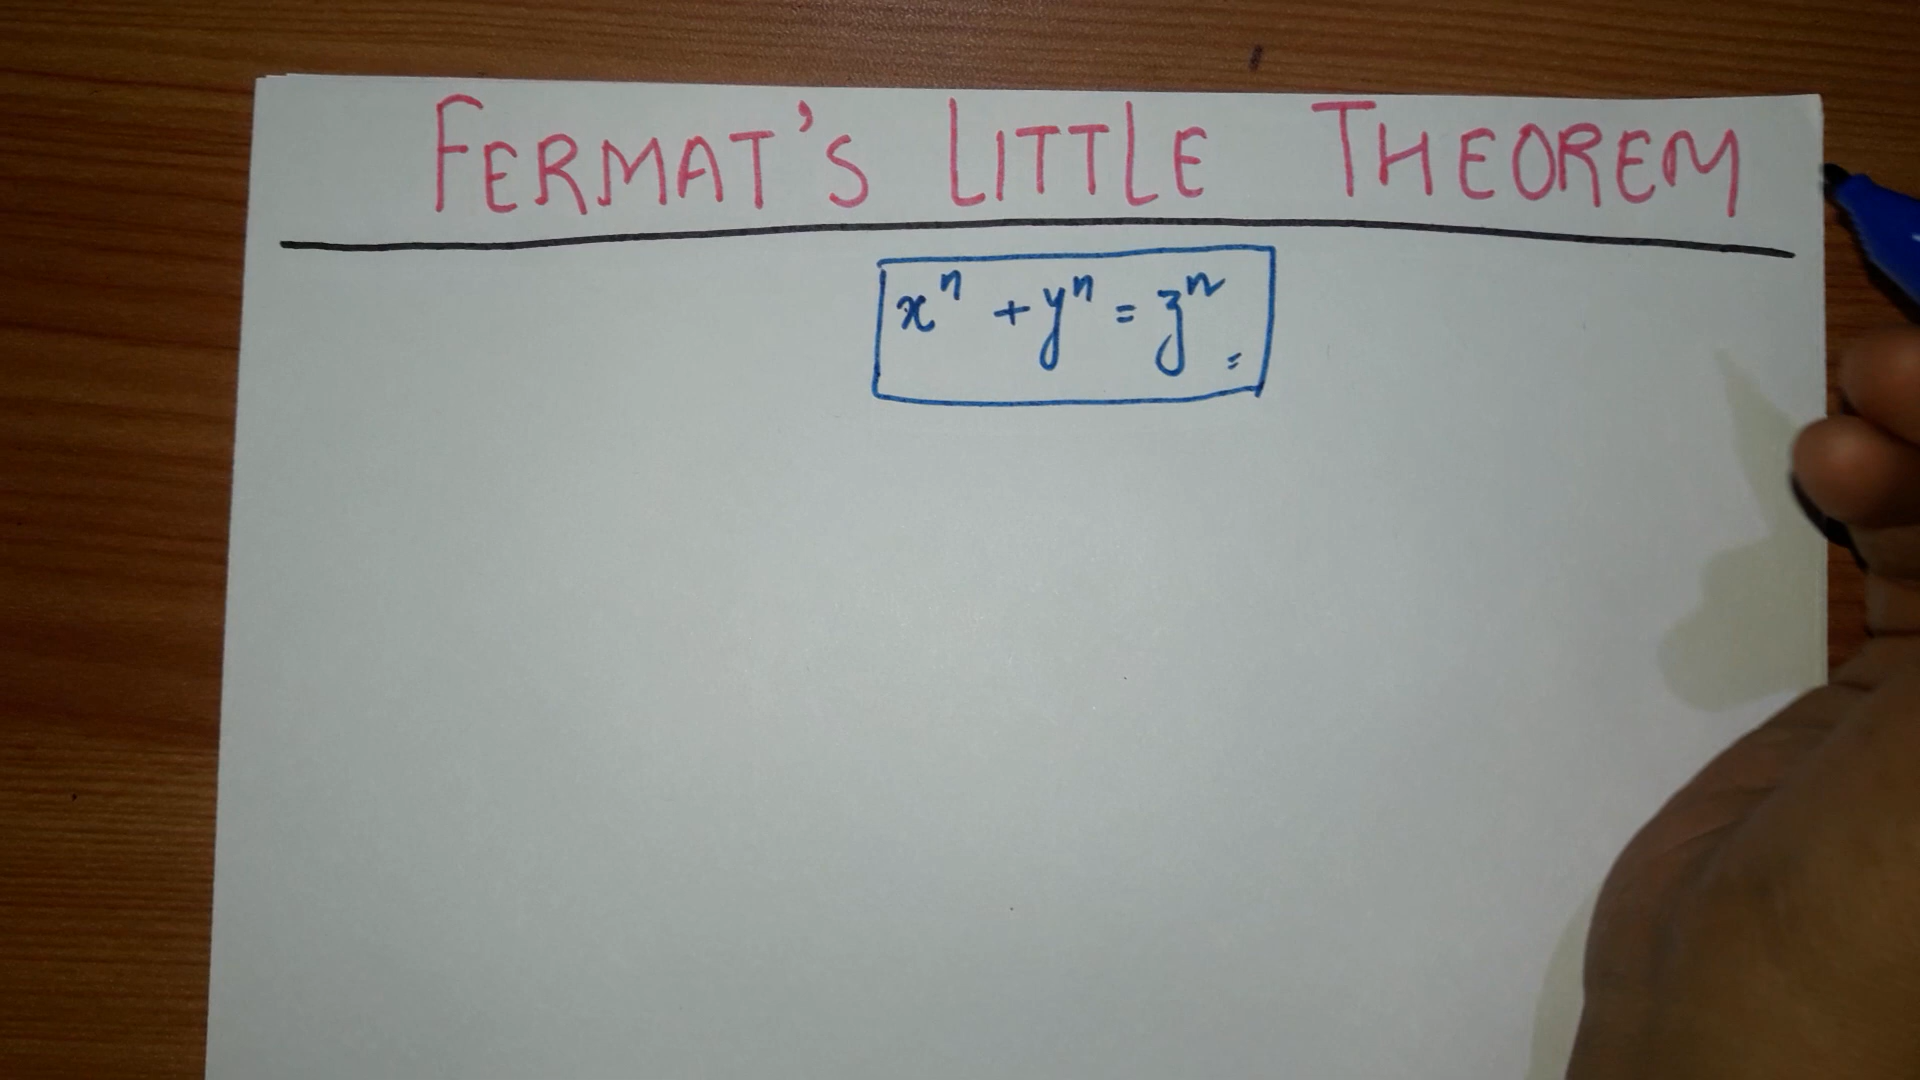 FERMAT'S LITTLE THEOREM
xⁿ + yⁿ = zⁿ